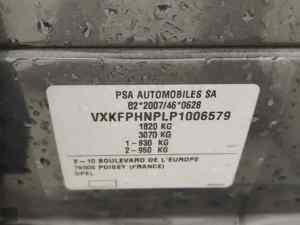 PSA AUTOMOBILES SA
e2*2007/46*0628
VXKFPHNPLP1006579
1820 KG
3070 KG
1-930 KG
2-950 KG
2-10 BOULEVARD DE L'EUROPE
78300 POISSY (FRANCE)
OPEL